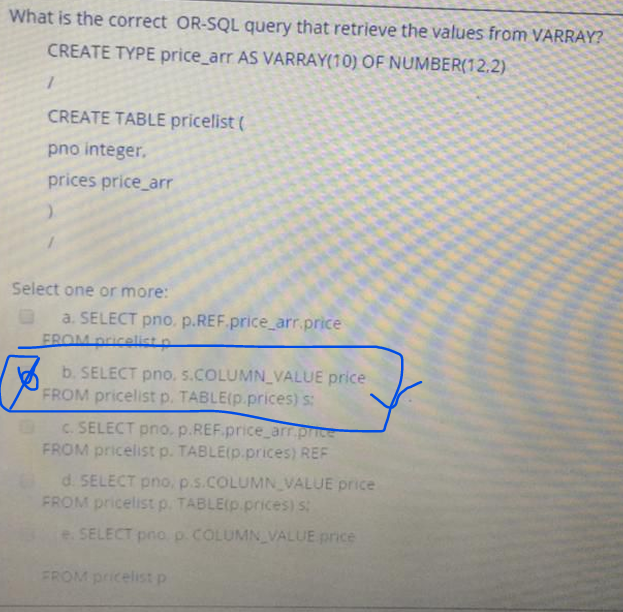 What is the correct OR-SQL query that retrieve the values from VARRAY?
CREATE TYPE price_arr AS VARRAY(10) OF NUMBER(12,2)
/
CREATE TABLE pricelist (
pno integer,
prices price_arr
)
/
Select one or more:
a. SELECT pno, p.REF.price_arr.price
FROM pricelist p
b. SELECT pno, s.COLUMN_VALUE price
FROM pricelist p, TABLE(p.prices) s;
c. SELECT pno, p.REF.price_arr.price
FROM pricelist p, TABLE(p.prices) REF
d. SELECT pno, p.s.COLUMN_VALUE price
FROM pricelist p, TABLE(p.prices) s;
e. SELECT pno, p. COLUMN_VALUE price
FROM pricelist p